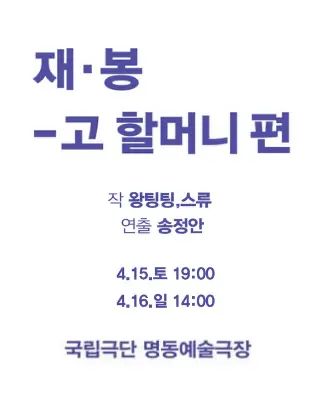 재·봉
-고 할머니 편
작 왕팅팅,스류
연출 송정안
4.15.토 19:00
4.16.일 14:00
국립극단 명동예술극장